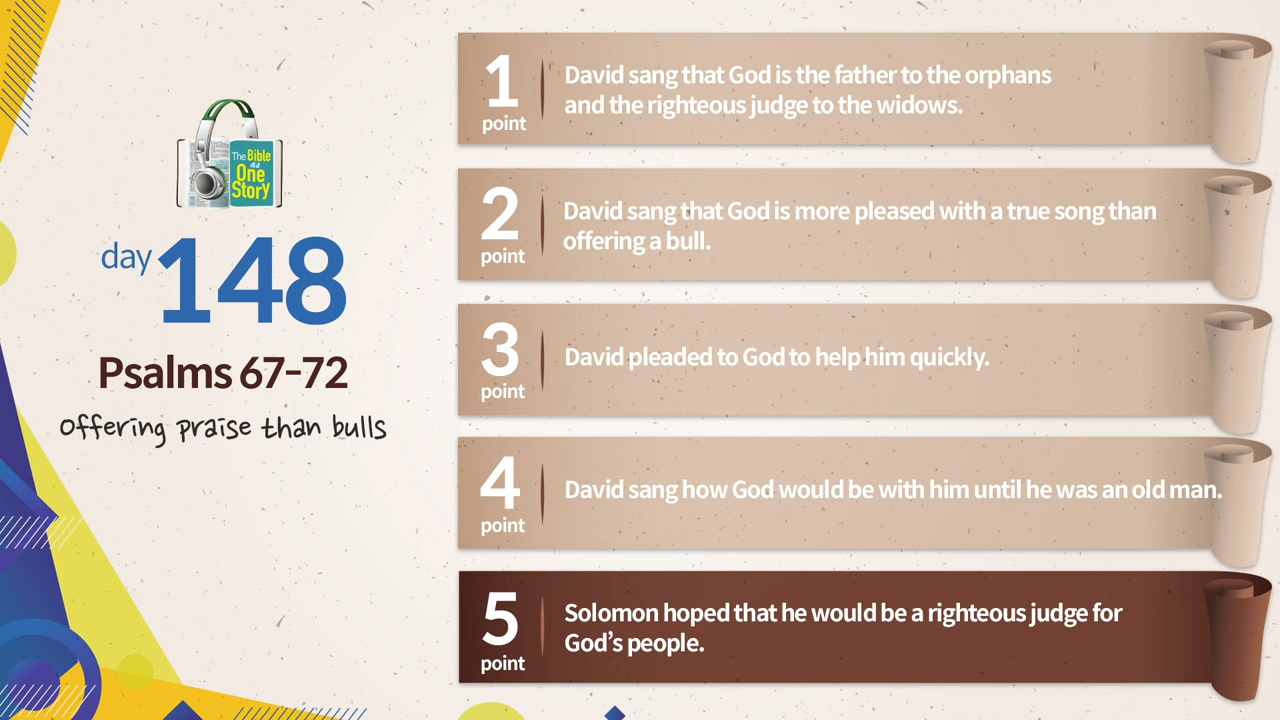 The Bible
as
One
Story
day 148
Psalms 67-72
Offering praise than bulls
1
point
David sang that God is the father to the orphans
and the righteous judge to the widows.
2
point
David sang that God is more pleased with a true song than
offering a bull.
3
point
David pleaded to God to help him quickly.
4
point
David sang how God would be with him until he was an old man.
5
point
Solomon hoped that he would be a righteous judge for
God's people.